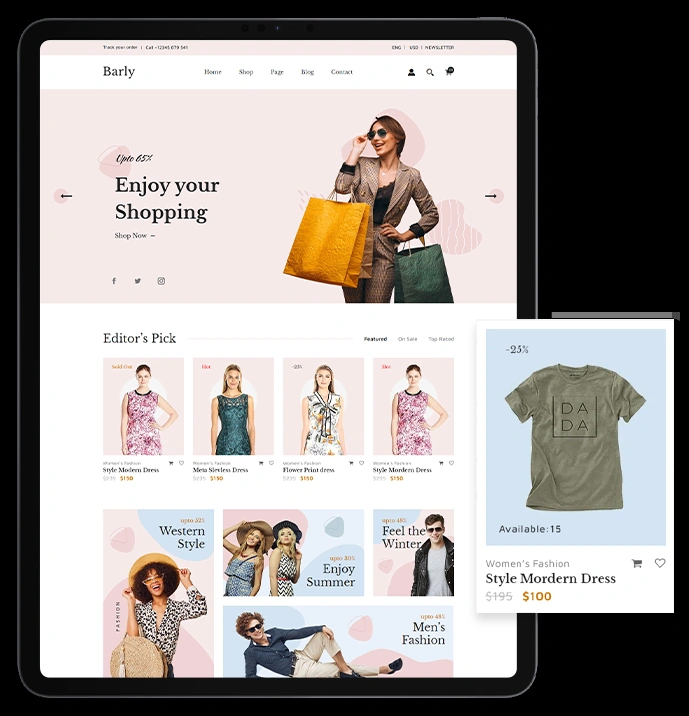 Track your order | Call +12345 679 541
ENG | USD | NEWSLETTER
Barly
Home Shop Page Blog Contact
Upto 65%
Enjoy your
Shopping
Shop Now –
Editor's Pick
Featured On Sale Top Rated
Sold Out
Hot
-25%
Hot
Women's Fashion
Style Modern Dress
$235 $150
Women's Fashion
Meta Slevless Dress
$235 $150
Women's Fashion
Flower Print dress
$235 $150
Women's Fashion
Style Mordern Dress
$235 $150
upto 52%
Western
Style
FASHION
upto 30%
Enjoy
Summer
upto 48%
Feel the
Winter
upto 48%
Men's
Fashion
-25%
DA
DA
Available:15
Women's Fashion
Style Mordern Dress
$195 $100